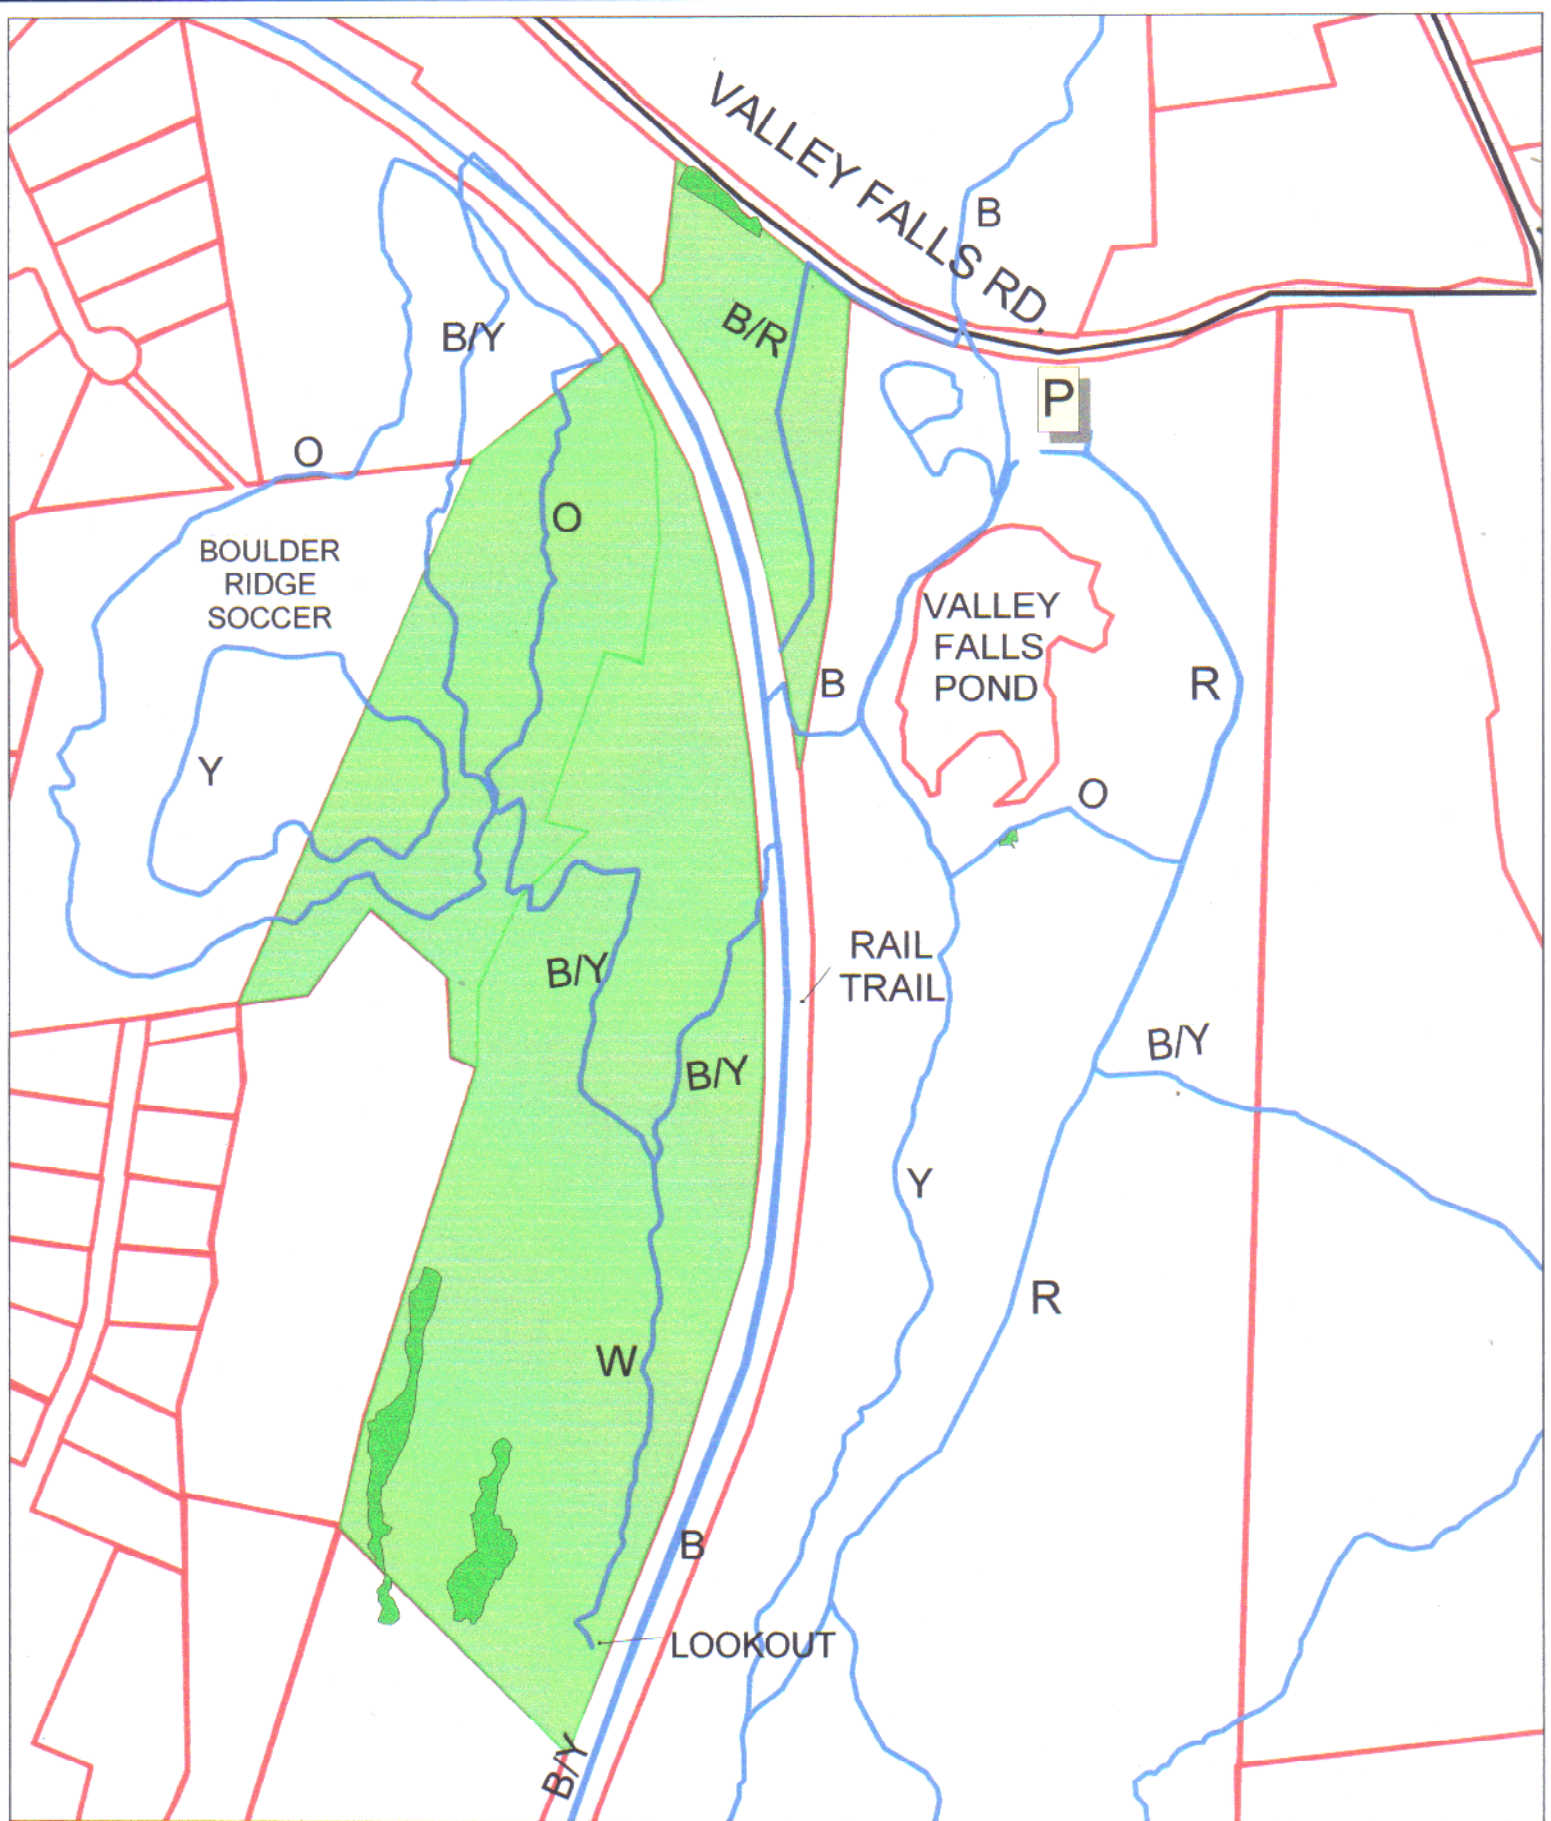 VALLEY FALLS RD.
B
B/R
B/Y
P
O
O
BOULDER
RIDGE
SOCCER
VALLEY
FALLS
POND
B
R
Y
O
RAIL
TRAIL
B/Y
B/Y
B/Y
Y
R
W
B
LOOKOUT
B/Y